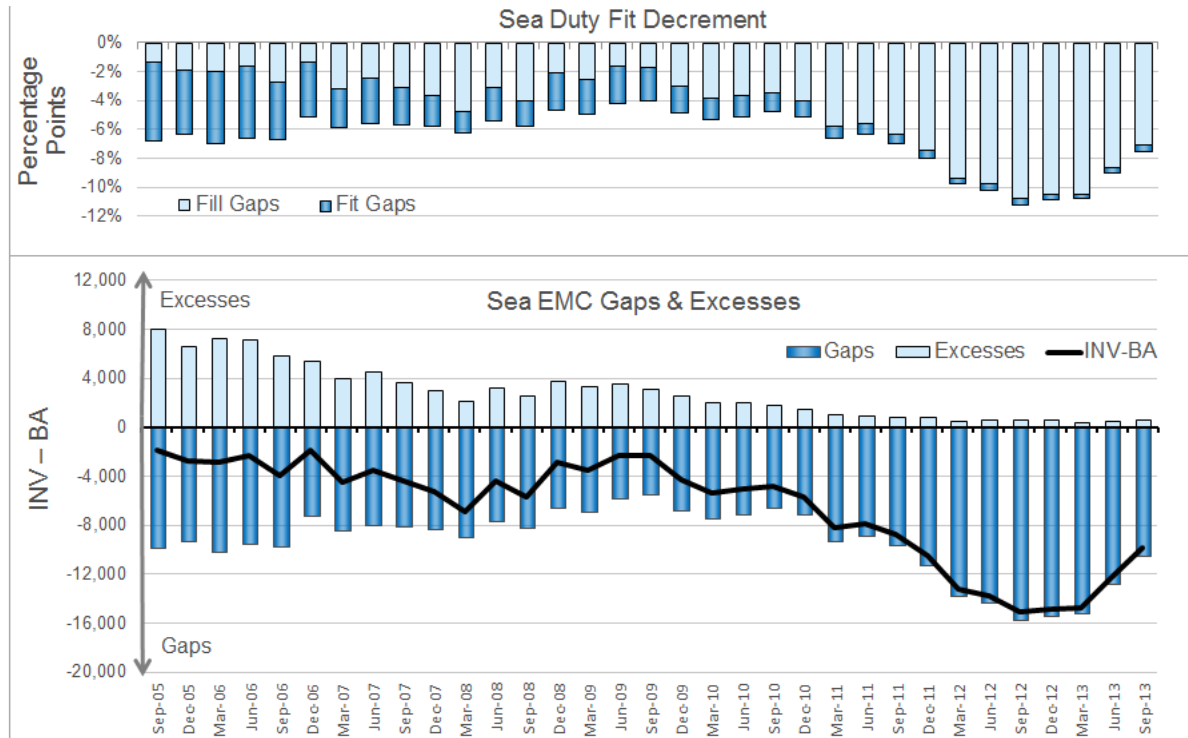 Sea Duty Fit Decrement
Percentage
Points
0%
-2%
-4%
-6%
-8%
-10%
-12%
Fill Gaps Fit Gaps
Sea EMC Gaps & Excesses
INV – BA
12,000
8,000
4,000
0
-4,000
-8,000
-12,000
-16,000
-20,000
Excesses
Gaps Excesses INV-BA
Gaps
Sep-05 Dec-05 Mar-06 Jun-06 Sep-06 Dec-06 Mar-07 Jun-07 Sep-07 Dec-07 Mar-08 Jun-08 Sep-08 Dec-08 Mar-09 Jun-09 Sep-09 Dec-09 Mar-10 Jun-10 Sep-10 Dec-10 Mar-11 Jun-11 Sep-11 Dec-11 Mar-12 Jun-12 Sep-12 Dec-12 Mar-13 Jun-13 Sep-13